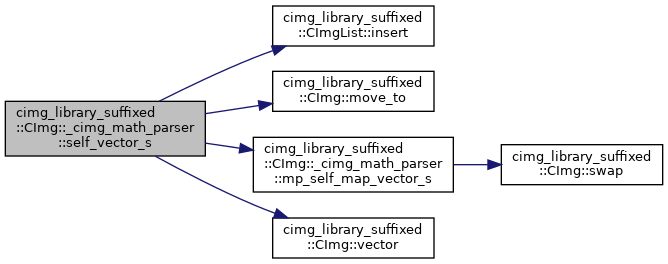 cimg_library_suffixed
::CImg::_cimg_math_parser
::self_vector_s
cimg_library_suffixed
::CImgList::insert
cimg_library_suffixed
::CImg::move_to
cimg_library_suffixed
::CImg::_cimg_math_parser
::mp_self_map_vector_s
cimg_library_suffixed
::CImg::swap
cimg_library_suffixed
::CImg::vector